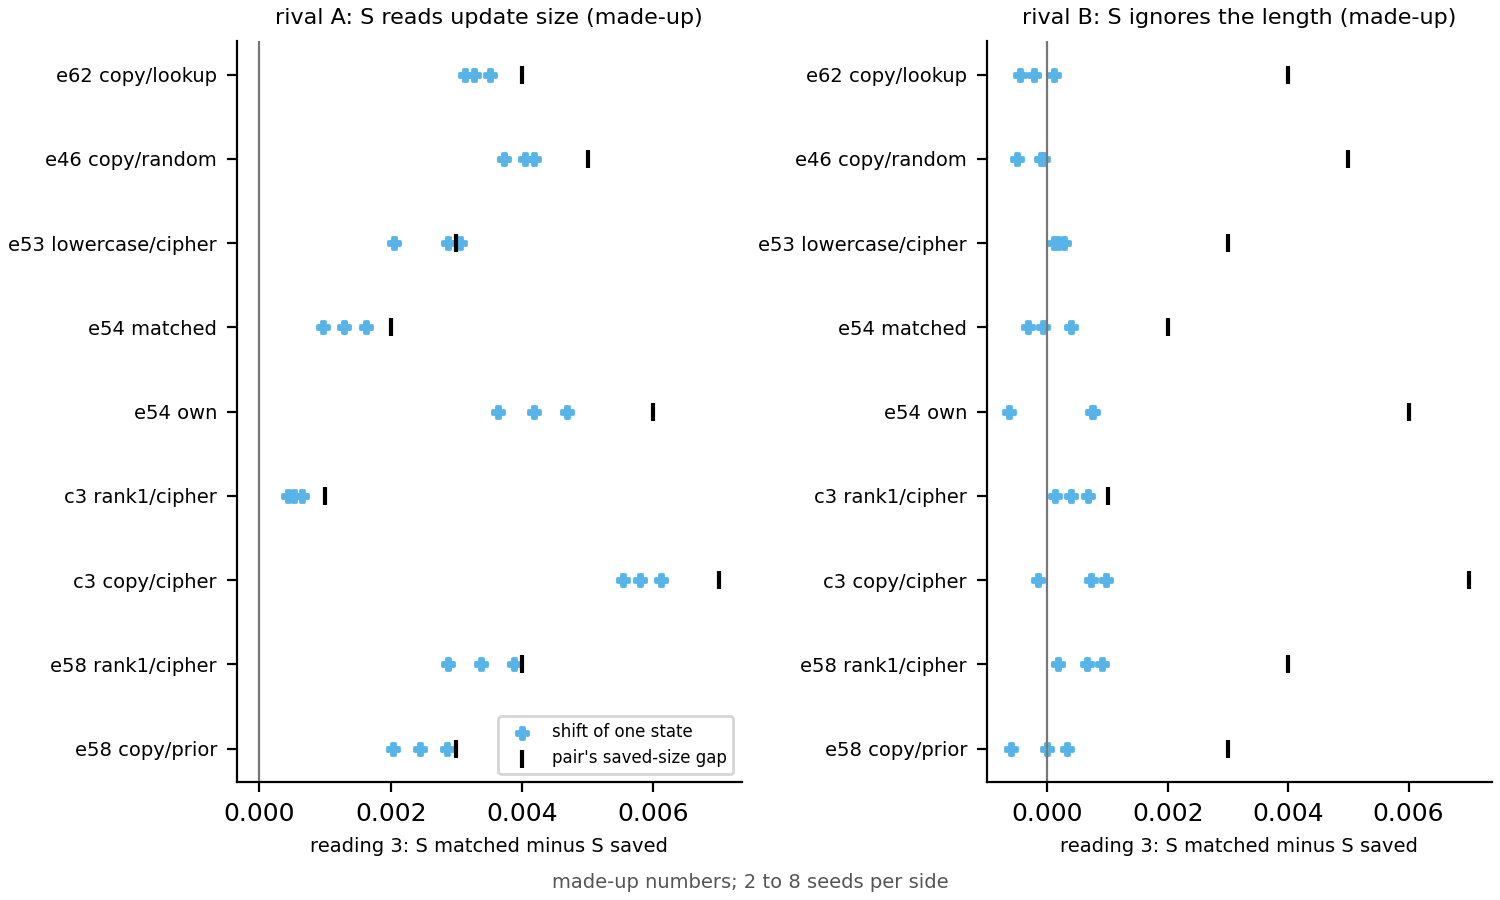 rival A: S reads update size (made-up)
e62 copy/lookup
e46 copy/random
e53 lowercase/cipher
e54 matched
e54 own
c3 rank1/cipher
c3 copy/cipher
e58 rank1/cipher
e58 copy/prior
shift of one state
pair's saved-size gap
0.000 0.002 0.004 0.006
reading 3: S matched minus S saved
rival B: S ignores the length (made-up)
e62 copy/lookup
e46 copy/random
e53 lowercase/cipher
e54 matched
e54 own
c3 rank1/cipher
c3 copy/cipher
e58 rank1/cipher
e58 copy/prior
0.000 0.002 0.004 0.006
reading 3: S matched minus S saved
made-up numbers; 2 to 8 seeds per side